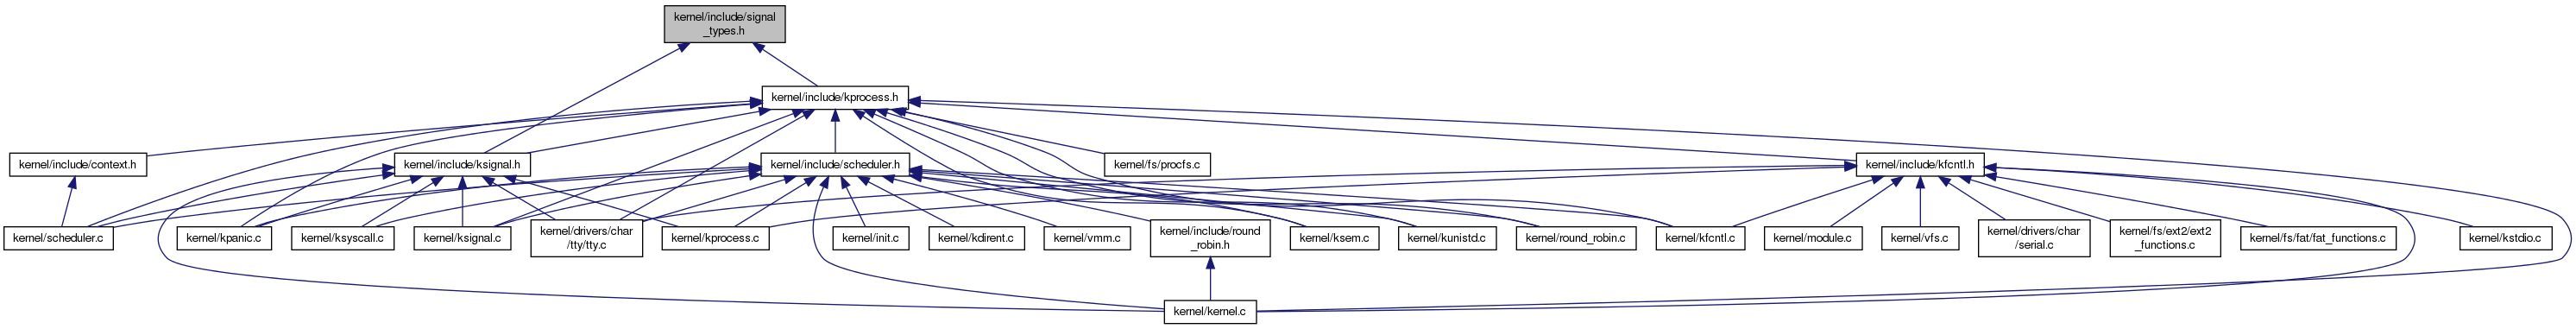 kernel/include/signal
_types.h
kernel/include/kprocess.h
kernel/include/context.h
kernel/include/ksignal.h
kernel/include/scheduler.h
kernel/fs/procfs.c
kernel/include/kfcntl.h
kernel/scheduler.c
kernel/kpanic.c
kernel/ksyscall.c
kernel/ksignal.c
kernel/drivers/char
/tty/tty.c
kernel/kprocess.c
kernel/init.c
kernel/kdirent.c
kernel/vmm.c
kernel/include/round
_robin.h
kernel/ksem.c
kernel/kunistd.c
kernel/round_robin.c
kernel/kfcntl.c
kernel/module.c
kernel/vfs.c
kernel/drivers/char
/serial.c
kernel/fs/ext2/ext2
_functions.c
kernel/fs/fat/fat_functions.c
kernel/kstdio.c
kernel/kernel.c